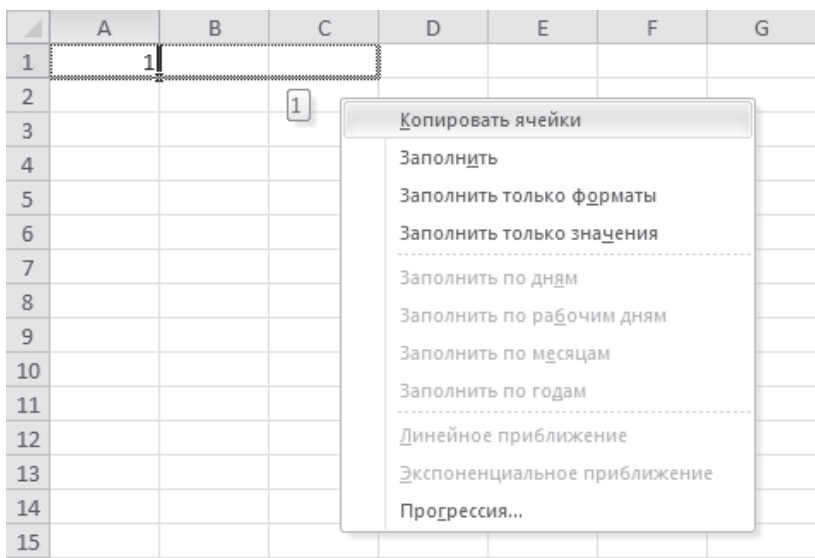 A B C D E F G
1 1
2
1
3
4
5
6
7
8
9
10
11
12
13
14
15
Копировать ячейки
Заполнить
Заполнить только форматы
Заполнить только значения
Заполнить по дням
Заполнить по рабочим дням
Заполнить по месяцам
Заполнить по годам
Линейное приближение
Экспоненциальное приближение
Прогрессия...